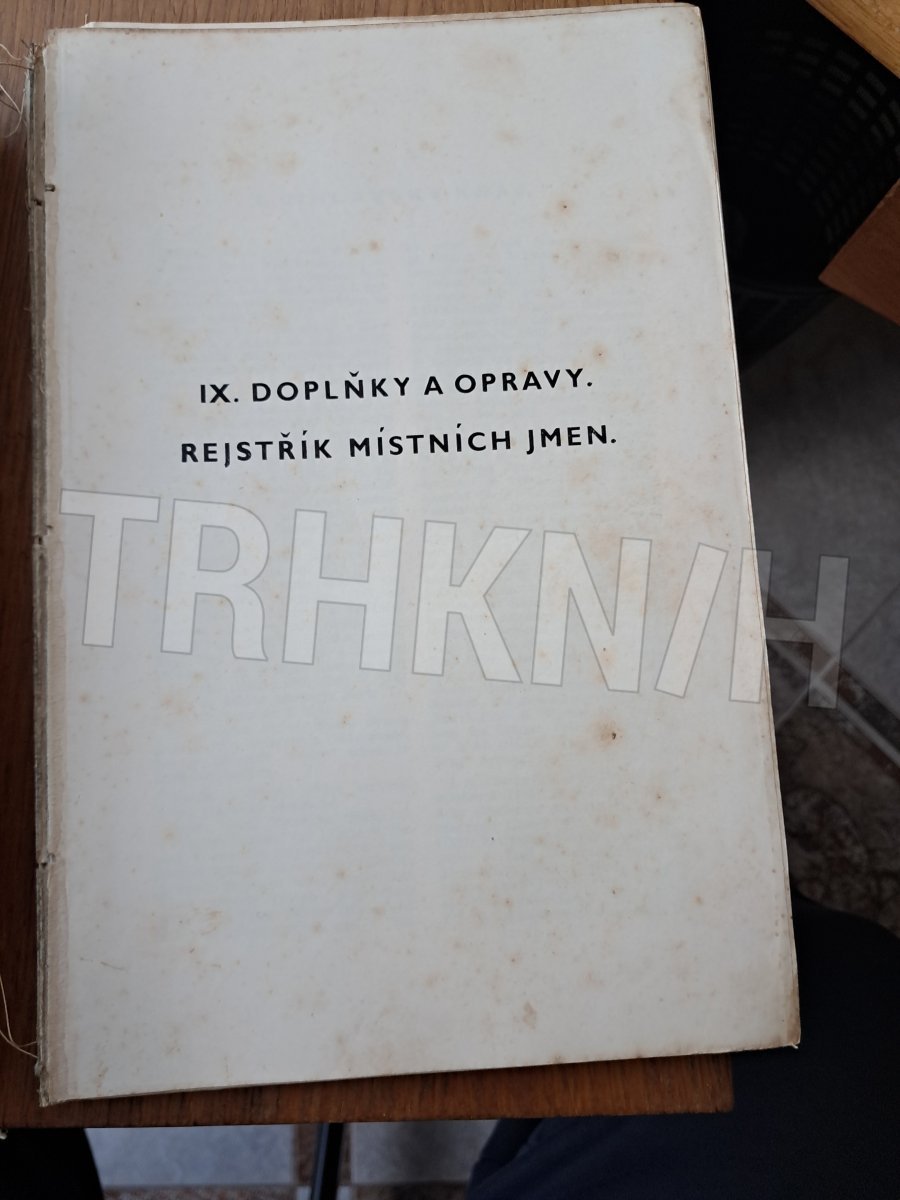 IX. DOPLŇKY A OPRAVY.
REJSTŘÍK MÍSTNÍCH JMEN.
TRHKNIH